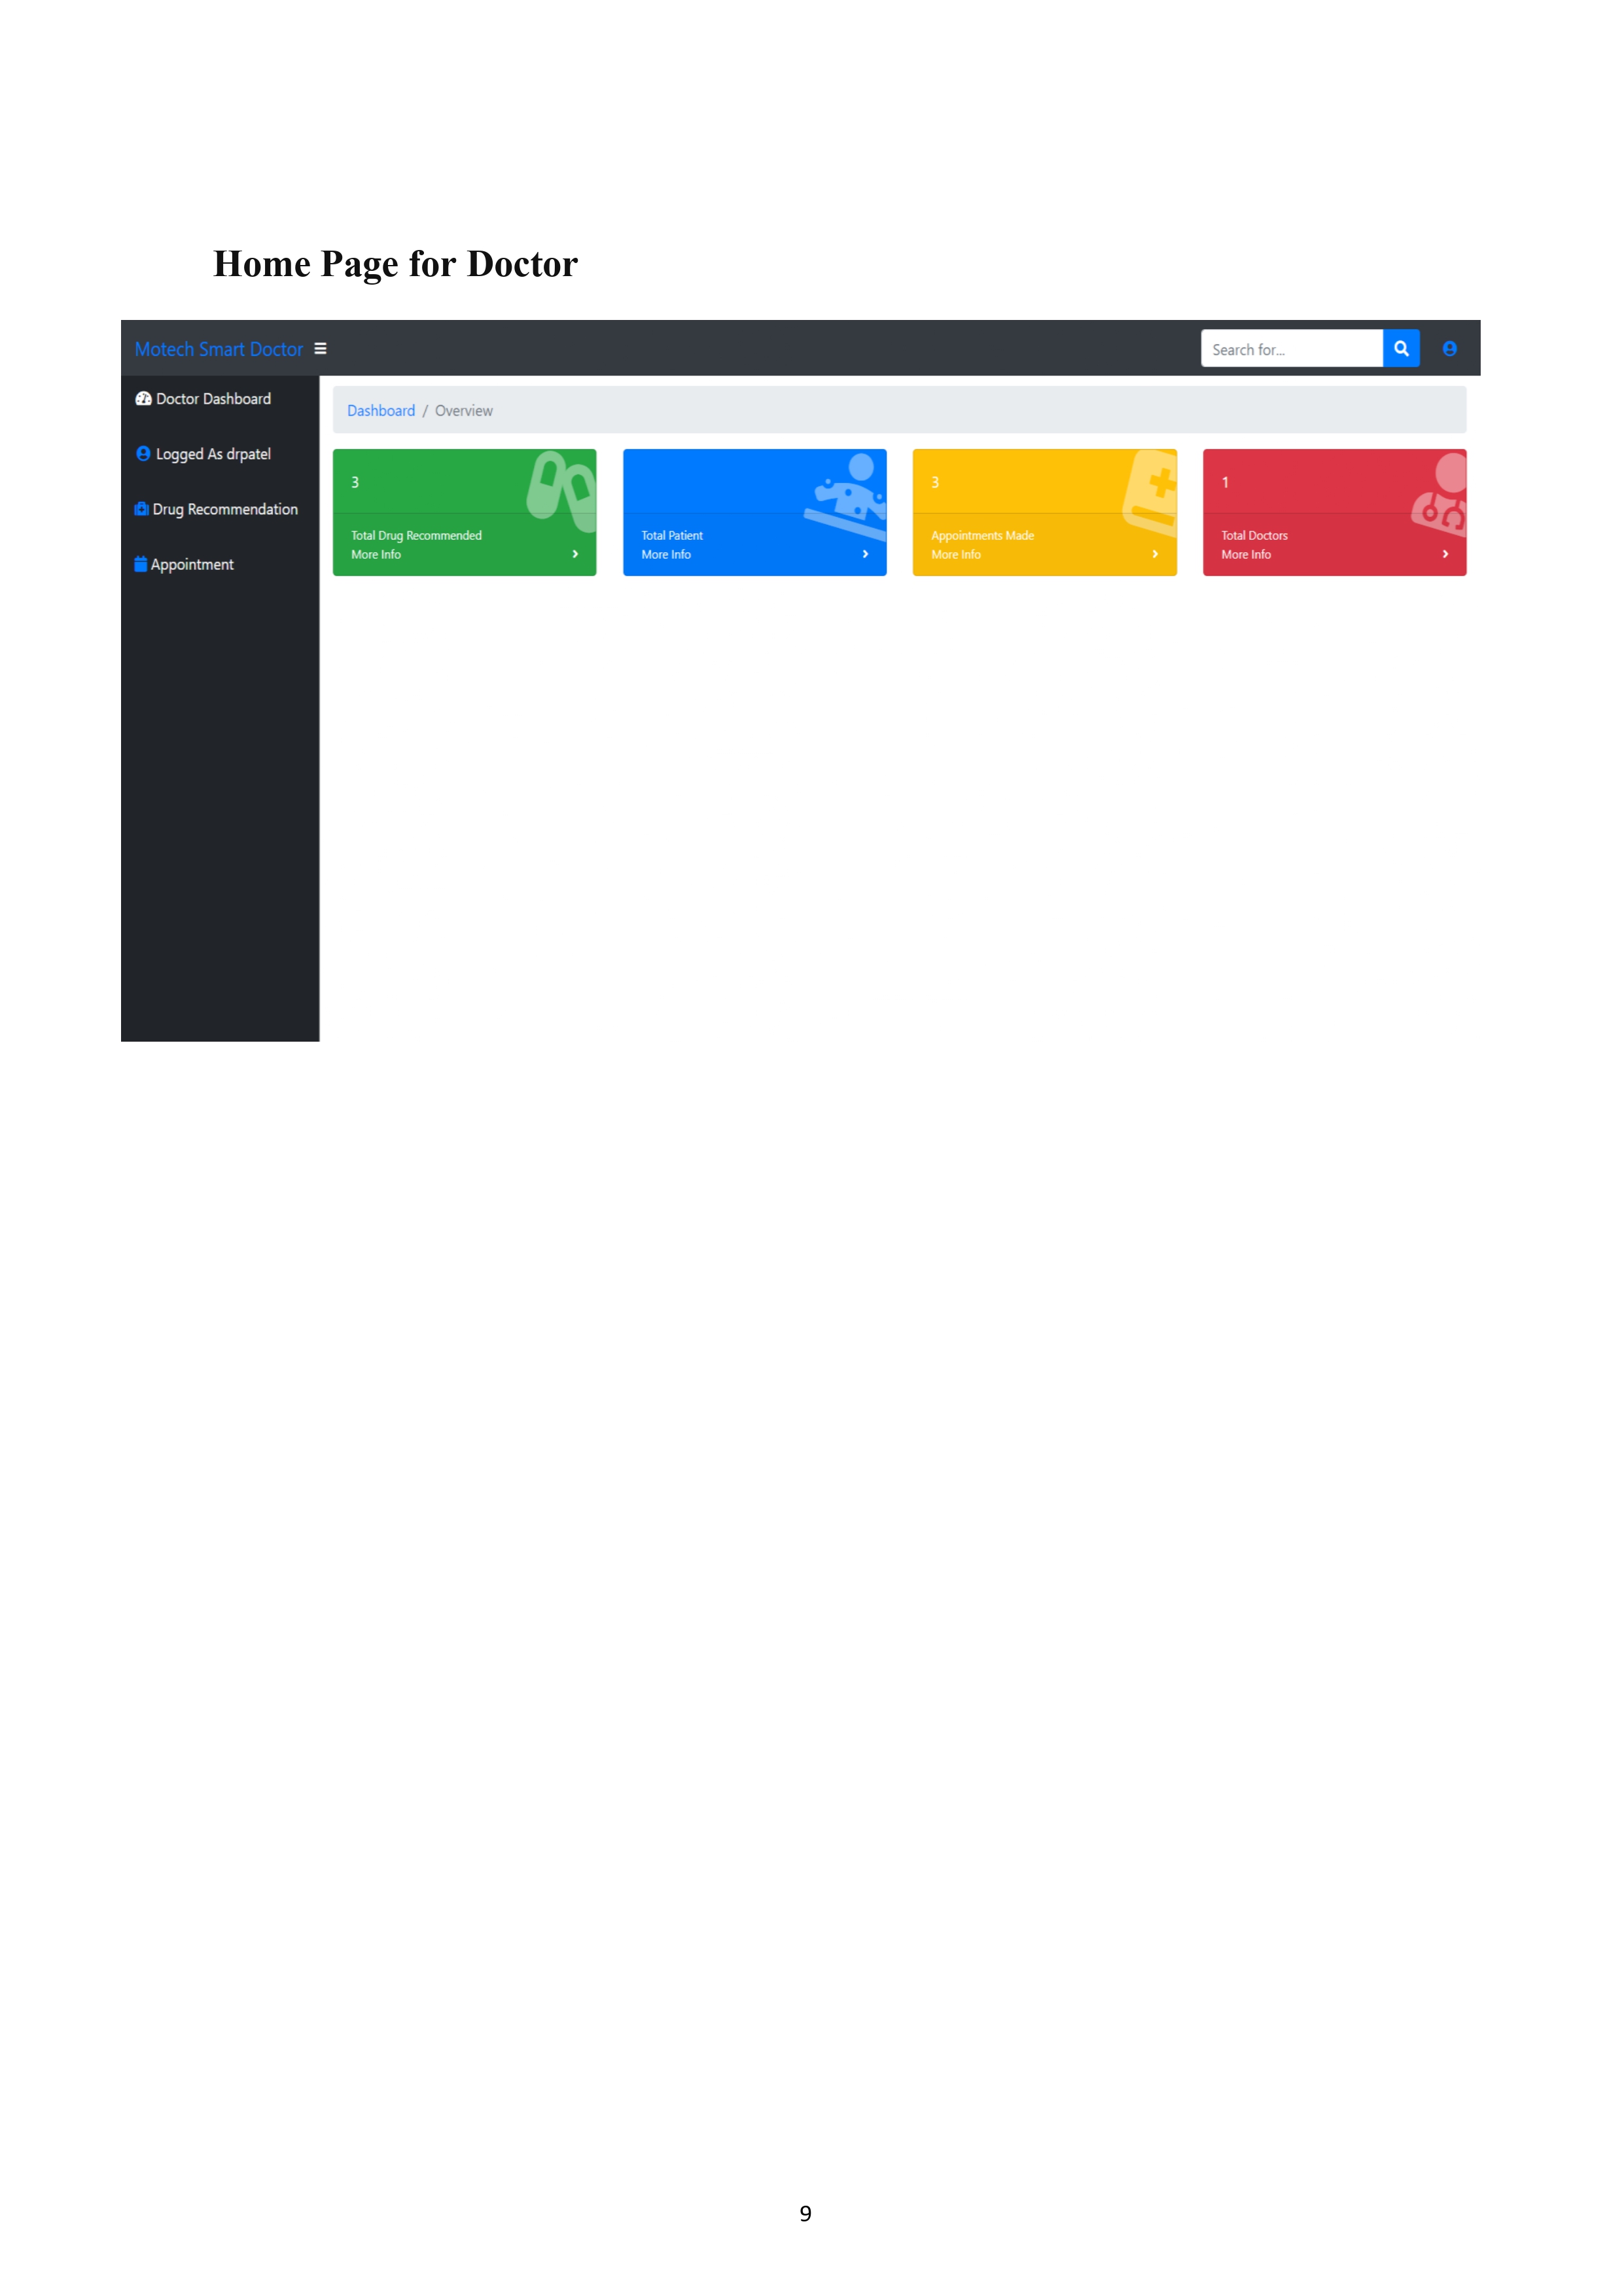 Home Page for Doctor
Motech Smart Doctor
Search for...
Doctor Dashboard
Logged As drpatel
Drug Recommendation
Appointment
Dashboard / Overview
3
Total Drug Recommended
More Info
Total Patient
More Info
3
Appointments Made
More Info
1
Total Doctors
More Info
9